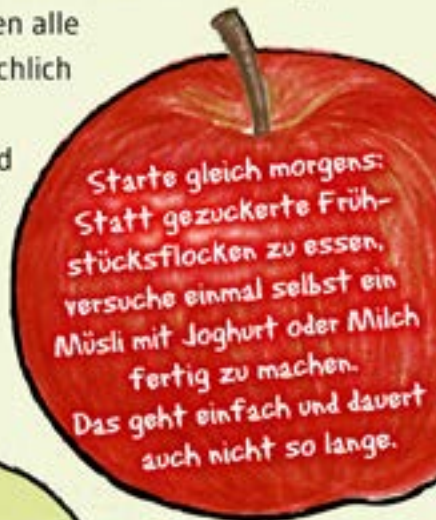 en alle
chlich
d
Starte gleich morgens:
Statt gezuckerte Früh-
stücksflocken zu essen,
versuche einmal selbst ein
Müsli mit Joghurt oder Milch
fertig zu machen.
Das geht einfach und dauert
auch nicht so lange.